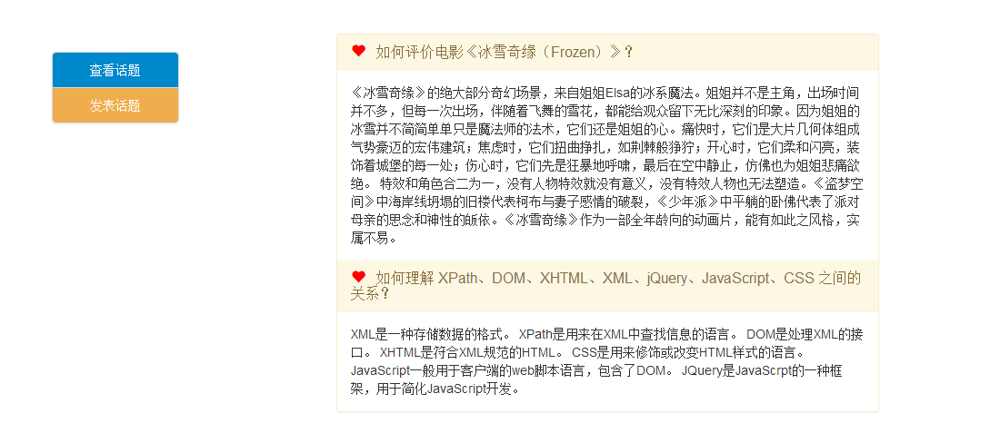 查看话题
发表话题
如何评价电影《冰雪奇缘（Frozen）》？
《冰雪奇缘》的绝大部分奇幻场景，来自姐姐Elsa的冰系魔法。姐姐并不是主角，出场时间
并不多，但每一次出场，伴随着飞舞的雪花，都能给观众留下无比深刻的印象。因为姐姐的
冰雪并不简简单单只是魔法师的法术，它们还是姐姐的心。痛快时，它们是大片几何体组成
气势豪迈的宏伟建筑；焦虑时，它们扭曲挣扎，如荆棘般狰狞；开心时，它们柔和闪亮，装
饰着城堡的每一处；伤心时，它们先是狂暴地呼啸，最后在空中静止，仿佛也为姐姐悲痛欲
绝。 特效和角色合二为一，没有人物特效就没有意义，没有特效人物也无法塑造。《盗梦空
间》中海岸线坍塌的旧楼代表柯布与妻子感情的破裂，《少年派》中平躺的卧佛代表了派对
母亲的思念和神性的皈依。《冰雪奇缘》作为一部全年龄向的动画片，能有如此之风格，实
属不易。
如何理解 XPath、DOM、XHTML、XML、jQuery、JavaScript、CSS 之间的
关系？
XML是一种存储数据的格式。 XPath是用来在XML中查找信息的语言。 DOM是处理XML的接
口。 XHTML是符合XML规范的HTML。 CSS是用来修饰或改变HTML样式的语言。
JavaScript一般用于客户端的web脚本语言，包含了DOM。 JQuery是JavaScrpt的一种框
架，用于简化JavaScript开发。